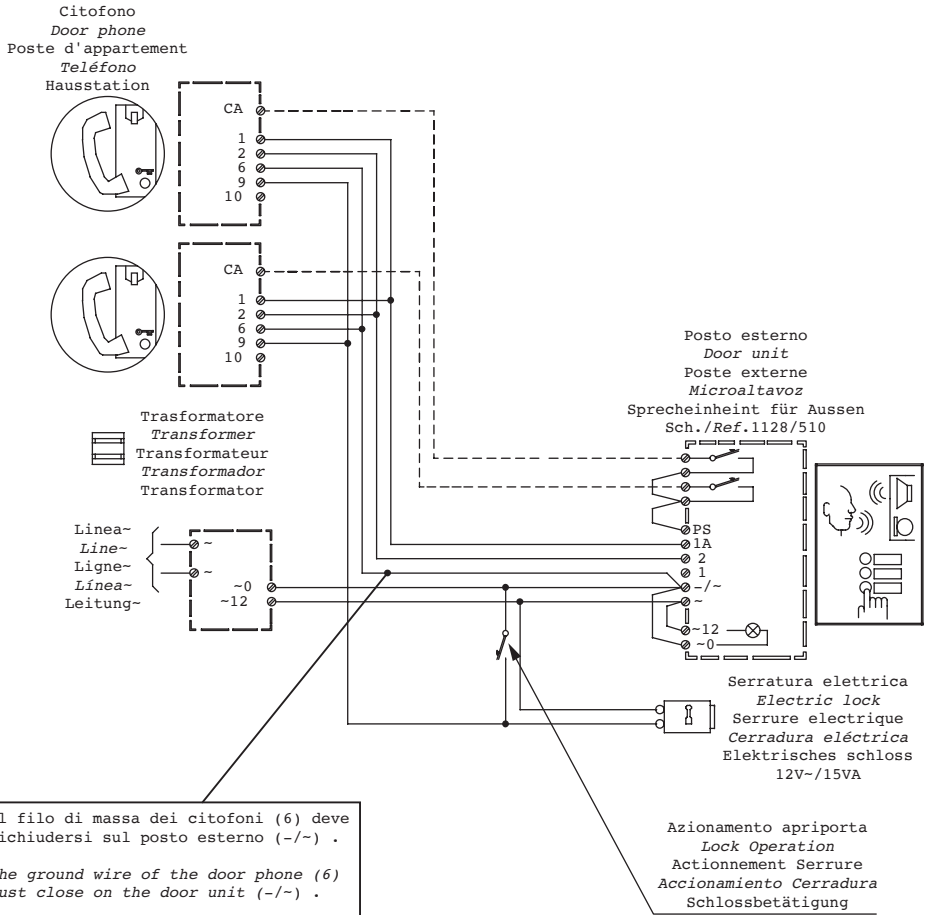 Citofono
Door phone
Poste d'appartement
Teléfono
Hausstation
CA
1
2
6
9
10
CA
1
2
6
9
10
Trasformatore
Transformer
Transformateur
Transformador
Transformator
Linea~
Line~
Ligne~
Línea~
Leitung~
~
~
~0
~12
Posto esterno
Door unit
Poste externe
Microaltavoz
Sprecheinheint für Aussen
Sch./Ref.1128/510
PS
1A
2
1
-/~
~
~12
~0
Serratura elettrica
Electric lock
Serrure electrique
Cerradura eléctrica
Elektrisches schloss
12V~/15VA
l filo di massa dei citofoni (6) deve
ichiudersi sul posto esterno (-/~) .
he ground wire of the door phone (6)
ust close on the door unit (-/~) .
Azionamento apriporta
Lock Operation
Actionnement Serrure
Accionamiento Cerradura
Schlossbetätigung